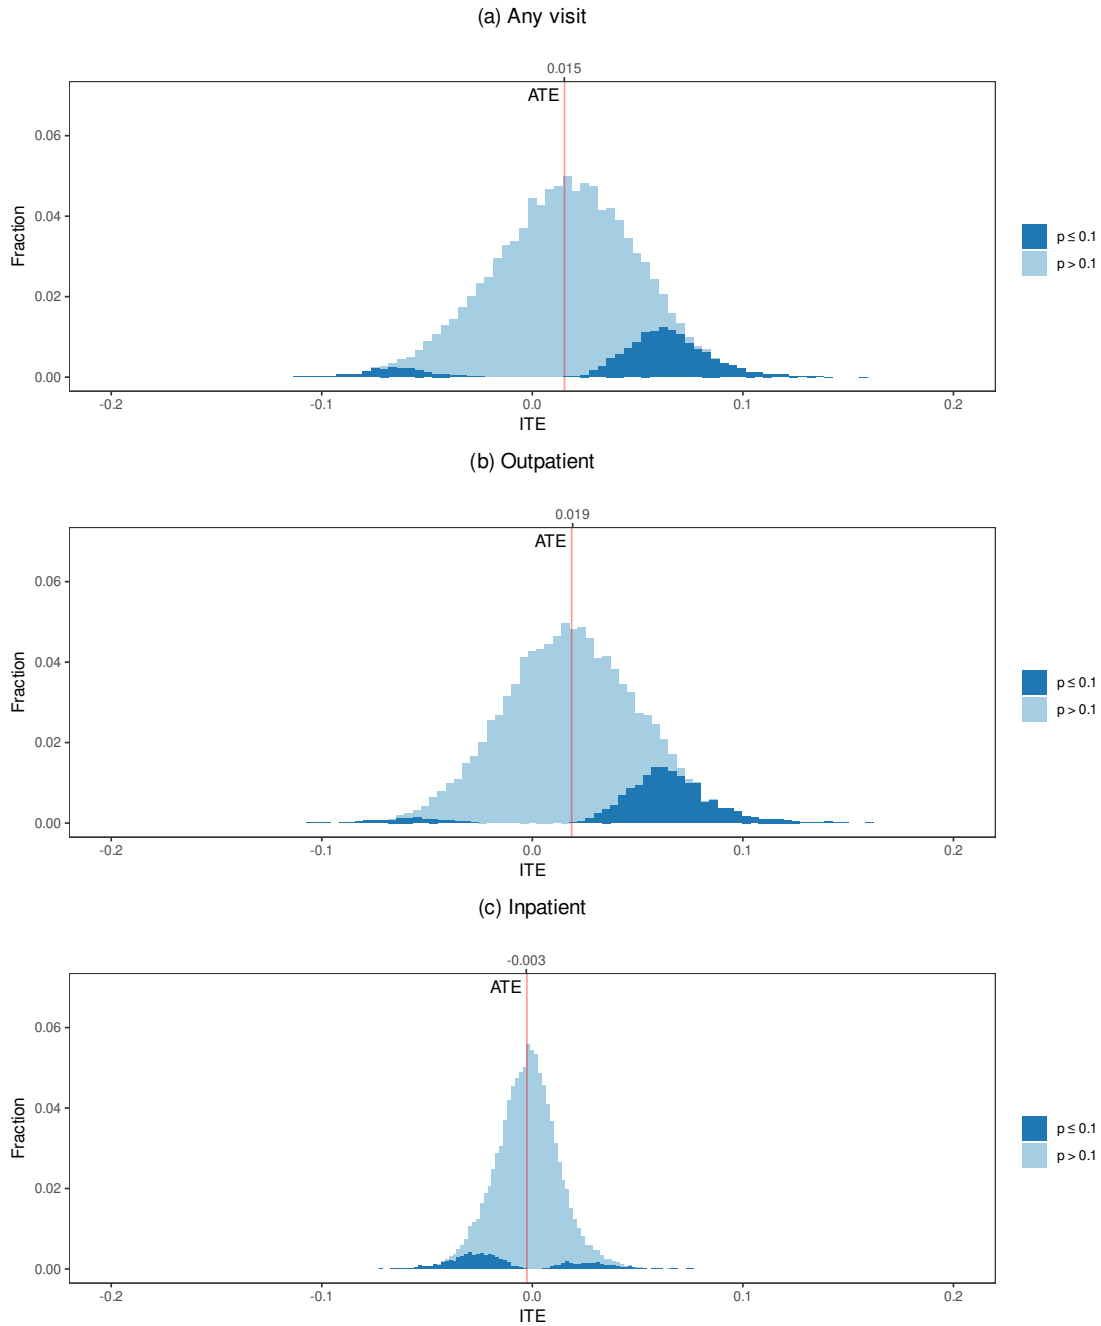 (a) Any visit
0.015
ATE
0.06
0.04
0.02
0.00
Fraction
-0.2 -0.1 0.0 0.1 0.2
ITE
p ≤ 0.1
p > 0.1
(b) Outpatient
0.019
ATE
0.06
0.04
0.02
0.00
Fraction
-0.2 -0.1 0.0 0.1 0.2
ITE
p ≤ 0.1
p > 0.1
(c) Inpatient
-0.003
ATE
0.06
0.04
0.02
0.00
Fraction
-0.2 -0.1 0.0 0.1 0.2
ITE
p ≤ 0.1
p > 0.1